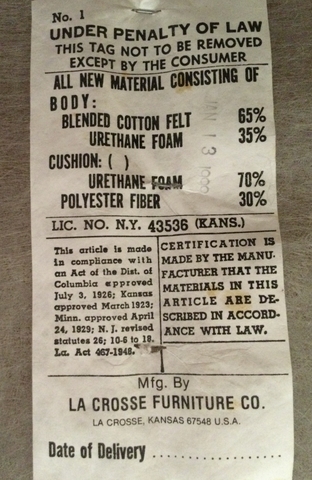 No. 1
UNDER PENALTY OF LAW
THIS TAG NOT TO BE REMOVED
EXCEPT BY THE CONSUMER
ALL NEW MATERIAL CONSISTING OF
BODY:
BLENDED COTTON FELT 65%
URETHANE FOAM 35%
CUSHION: ( )
URETHANE FOAM 70%
POLYESTER FIBER 30%
LIC. NO. N.Y. 43536 (KANS.)
This article is made
in compliance with
an Act of the Dist. of
Columbia approved
July 3, 1926; Kansas
approved March 1923;
Minn. approved April
24, 1929; N. J. revised
statutes 26; 10-6 to 18.
La. Act 467-1948.
CERTIFICATION IS
MADE BY THE MANU-
FACTURER THAT THE
MATERIALS IN THIS
ARTICLE ARE DE-
SCRIBED IN ACCORD-
ANCE WITH LAW.
Mfg. By
LA CROSSE FURNITURE CO.
LA CROSSE, KANSAS 67548 U.S.A.
Date of Delivery ................